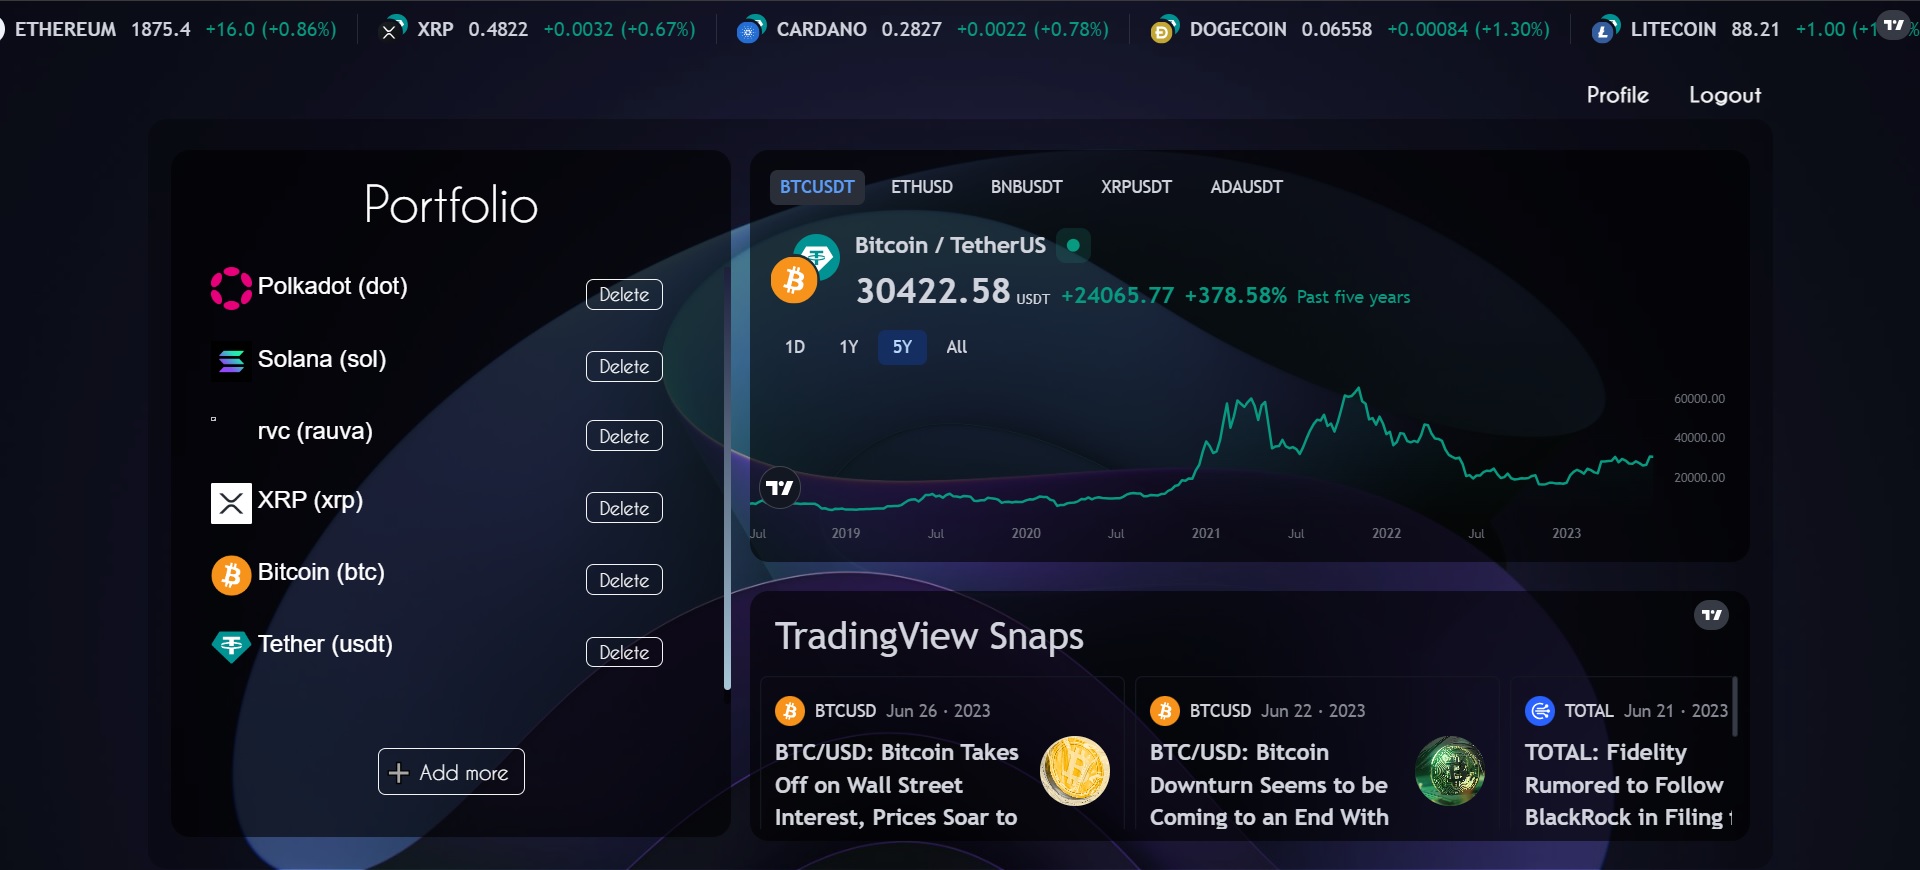 ETHEREUM 1875.4 +16.0 (+0.86%) XRP 0.4822 +0.0032 (+0.67%) CARDANO 0.2827 +0.0022 (+0.78%) DOGECOIN 0.06558 +0.00084 (+1.30%) LITECOIN 88.21 +1.00
Profile Logout
Portfolio
Polkadot (dot) Delete
Solana (sol) Delete
rvc (rauva) Delete
XRP (xrp) Delete
Bitcoin (btc) Delete
Tether (usdt) Delete
Add more
BTCUSDT ETHUSD BNBUSDT XRPUSDT ADAUSDT
Bitcoin / TetherUS
30422.58 USDT +24065.77 +378.58% Past five years
1D 1Y 5Y All
60000.00
40000.00
20000.00
Jul 2019 Jul 2020 Jul 2021 Jul 2022 Jul 2023
TradingView Snaps
BTCUSD Jun 26 · 2023
BTC/USD: Bitcoin Takes
Off on Wall Street
Interest, Prices Soar to
BTCUSD Jun 22 · 2023
BTC/USD: Bitcoin
Downturn Seems to be
Coming to an End With
TOTAL Jun 21 · 2023
TOTAL: Fidelity
Rumored to Follow
BlackRock in Filing